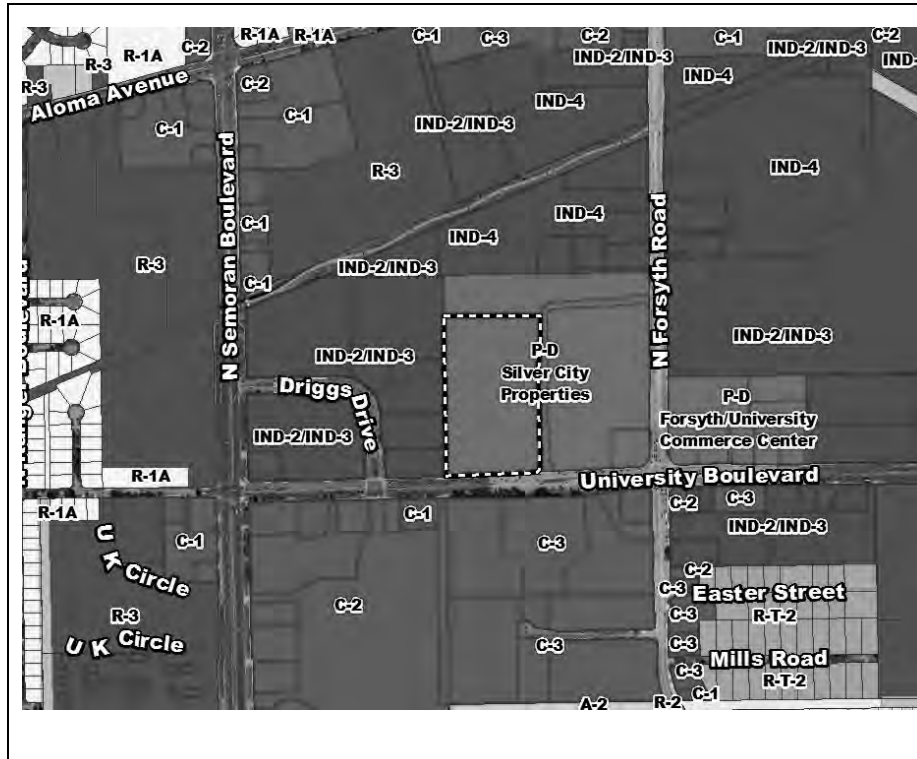 R-1A
C-2
R-1A
R-1A
C-1
C-3
C-2
C-1
C-2
R-3
IND-2/IND-3
IND-2/IND-3
R-3
Aloma Avenue
C-2
IND-4
IND-4
C-1
C-1
IND-2/IND-3
IND-4
R-3
N Semoran Boulevard
N Forsyth Road
C-1
IND-4
IND-4
R-3
IND-2/IND-3
C-1
R-1A
IND-2/IND-3
IND-2/IND-3
P-D
Silver City
Properties
Driggs Drive
P-D
Forsyth/University
Commerce Center
IND-2/IND-3
R-1A
University Boulevard
R-1A
C-1
C-1
C-2
C-3
IND-2/IND-3
U K Circle
C-3
C-2
C-3
Easter Street
R-3
C-2
C-3
R-T-2
U K Circle
C-3
C-3
Mills Road
C-3
R-T-2
C-1
A-2
R-2